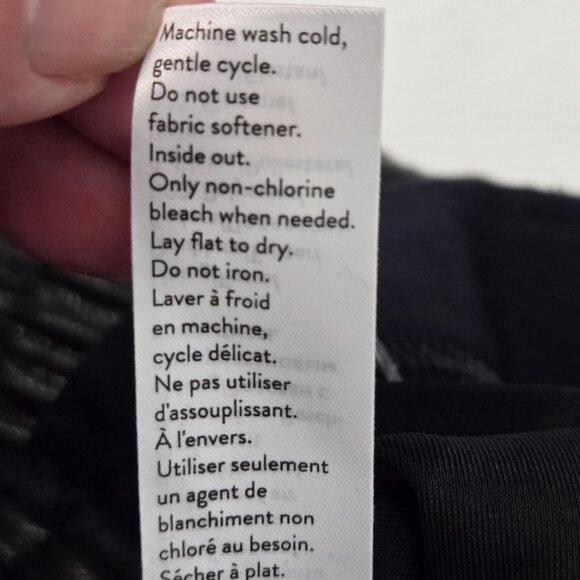 Machine wash cold,
gentle cycle.
Do not use
fabric softener.
Inside out.
Only non-chlorine
bleach when needed.
Lay flat to dry.
Do not iron.
Laver à froid
en machine,
cycle délicat.
Ne pas utiliser
d'assouplissant.
À l'envers.
Utiliser seulement
un agent de
blanchiment non
chloré au besoin.
Sécher à plat.